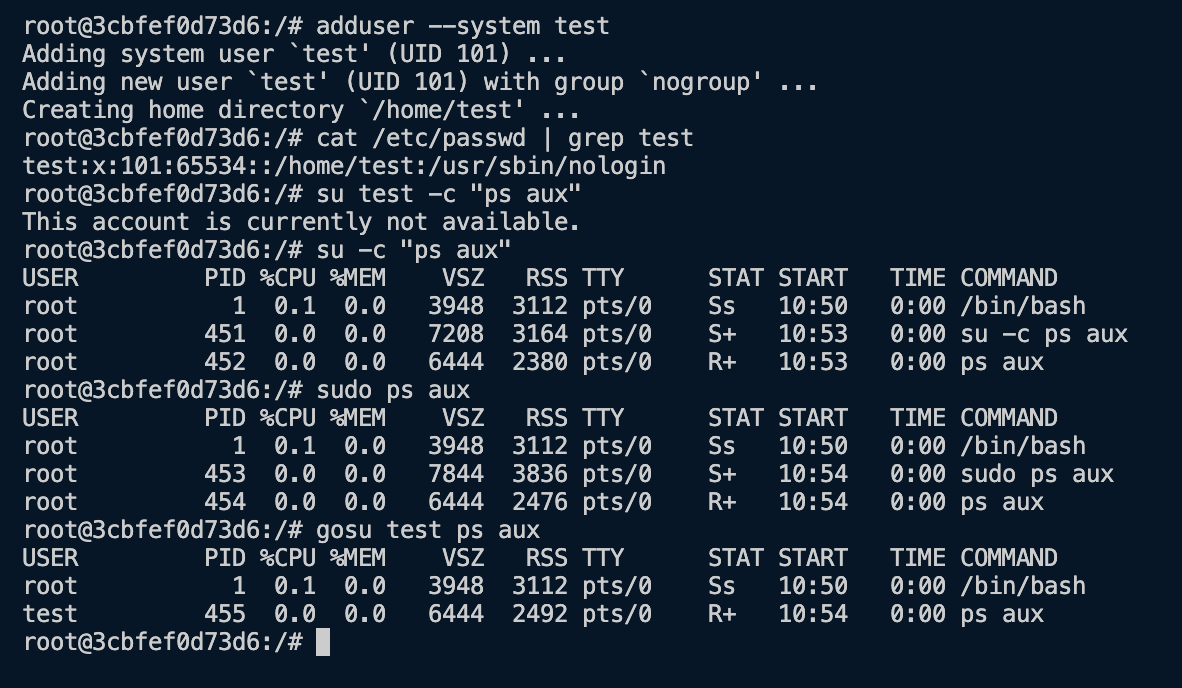 root@3cbfef0d73d6:/# adduser --system test
Adding system user `test' (UID 101) ...
Adding new user `test' (UID 101) with group `nogroup' ...
Creating home directory `/home/test' ...
root@3cbfef0d73d6:/# cat /etc/passwd | grep test
test:x:101:65534::/home/test:/usr/sbin/nologin
root@3cbfef0d73d6:/# su test -c "ps aux"
This account is currently not available.
root@3cbfef0d73d6:/# su -c "ps aux"
USER         PID %CPU %MEM    VSZ   RSS TTY      STAT START   TIME COMMAND
root           1  0.1  0.0   3948  3112 pts/0    Ss   10:50   0:00 /bin/bash
root         451  0.0  0.0   7208  3164 pts/0    S+   10:53   0:00 su -c ps aux
root         452  0.0  0.0   6444  2380 pts/0    R+   10:53   0:00 ps aux
root@3cbfef0d73d6:/# sudo ps aux
USER         PID %CPU %MEM    VSZ   RSS TTY      STAT START   TIME COMMAND
root           1  0.1  0.0   3948  3112 pts/0    Ss   10:50   0:00 /bin/bash
root         453  0.0  0.0   7844  3836 pts/0    S+   10:54   0:00 sudo ps aux
root         454  0.0  0.0   6444  2476 pts/0    R+   10:54   0:00 ps aux
root@3cbfef0d73d6:/# gosu test ps aux
USER         PID %CPU %MEM    VSZ   RSS TTY      STAT START   TIME COMMAND
root           1  0.1  0.0   3948  3112 pts/0    Ss   10:50   0:00 /bin/bash
test         455  0.0  0.0   6444  2492 pts/0    R+   10:54   0:00 ps aux
root@3cbfef0d73d6:/#